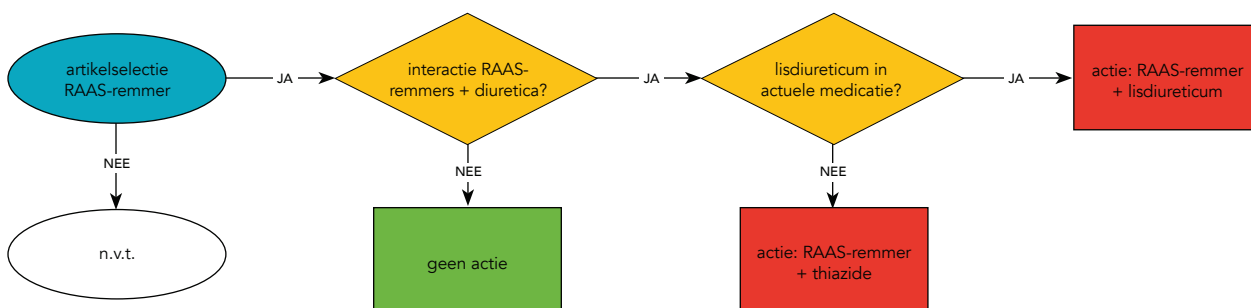 artikelselectie
RAAS-remmer
JA
interactie RAAS-
remmers + diuretica?
JA
lisdiureticum in
actuele medicatie?
JA
actie: RAAS-remmer
+ lisdiureticum
NEE
NEE
NEE
n.v.t.
geen actie
actie: RAAS-remmer
+ thiazide